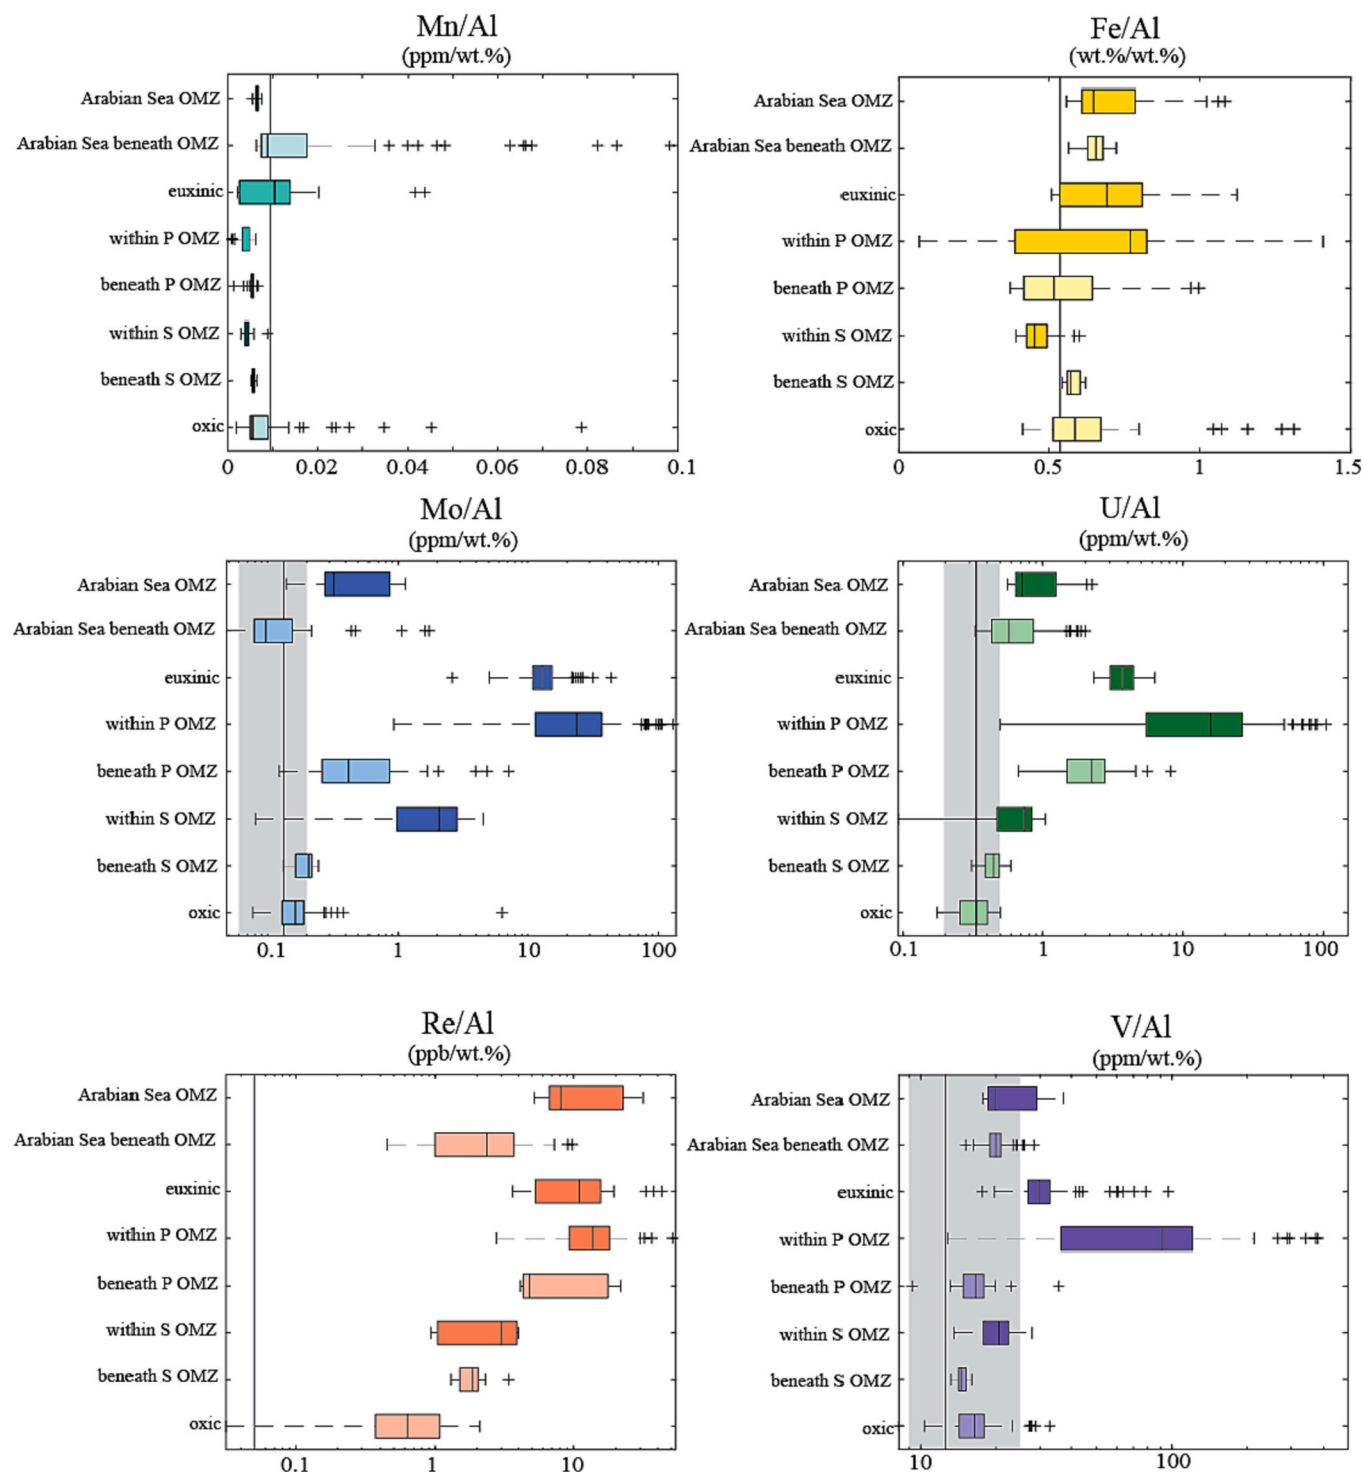 Mn/Al
(ppm/wt.%)
Arabian Sea OMZ
Arabian Sea beneath OMZ
euxinic
within P OMZ
beneath P OMZ
within S OMZ
beneath S OMZ
oxic
0 0.02 0.04 0.06 0.08 0.1
Fe/Al
(wt.%/wt.%)
Arabian Sea OMZ
Arabian Sea beneath OMZ
euxinic
within P OMZ
beneath P OMZ
within S OMZ
beneath S OMZ
oxic
0 0.5 1 1.5
Mo/Al
(ppm/wt.%)
Arabian Sea OMZ
Arabian Sea beneath OMZ
euxinic
within P OMZ
beneath P OMZ
within S OMZ
beneath S OMZ
oxic
0.1 1 10 100
U/Al
(ppm/wt.%)
Arabian Sea OMZ
Arabian Sea beneath OMZ
euxinic
within P OMZ
beneath P OMZ
within S OMZ
beneath S OMZ
oxic
0.1 1 10 100
Re/Al
(ppb/wt.%)
Arabian Sea OMZ
Arabian Sea beneath OMZ
euxinic
within P OMZ
beneath P OMZ
within S OMZ
beneath S OMZ
oxic
0.1 1 10
V/Al
(ppm/wt.%)
Arabian Sea OMZ
Arabian Sea beneath OMZ
euxinic
within P OMZ
beneath P OMZ
within S OMZ
beneath S OMZ
oxic
10 100